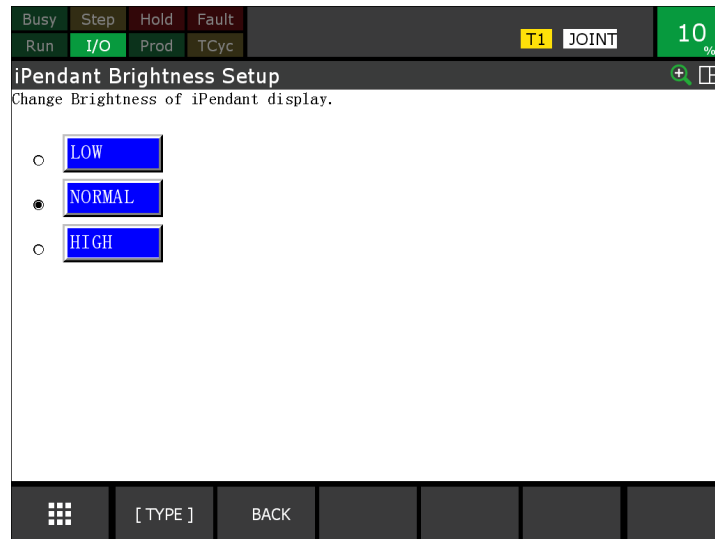 Busy Step Hold Fault
Run I/O Prod TCyc
T1 JOINT
10
%
iPendant Brightness Setup
Change Brightness of iPendant display.
LOW
NORMAL
HIGH
[ TYPE ] BACK